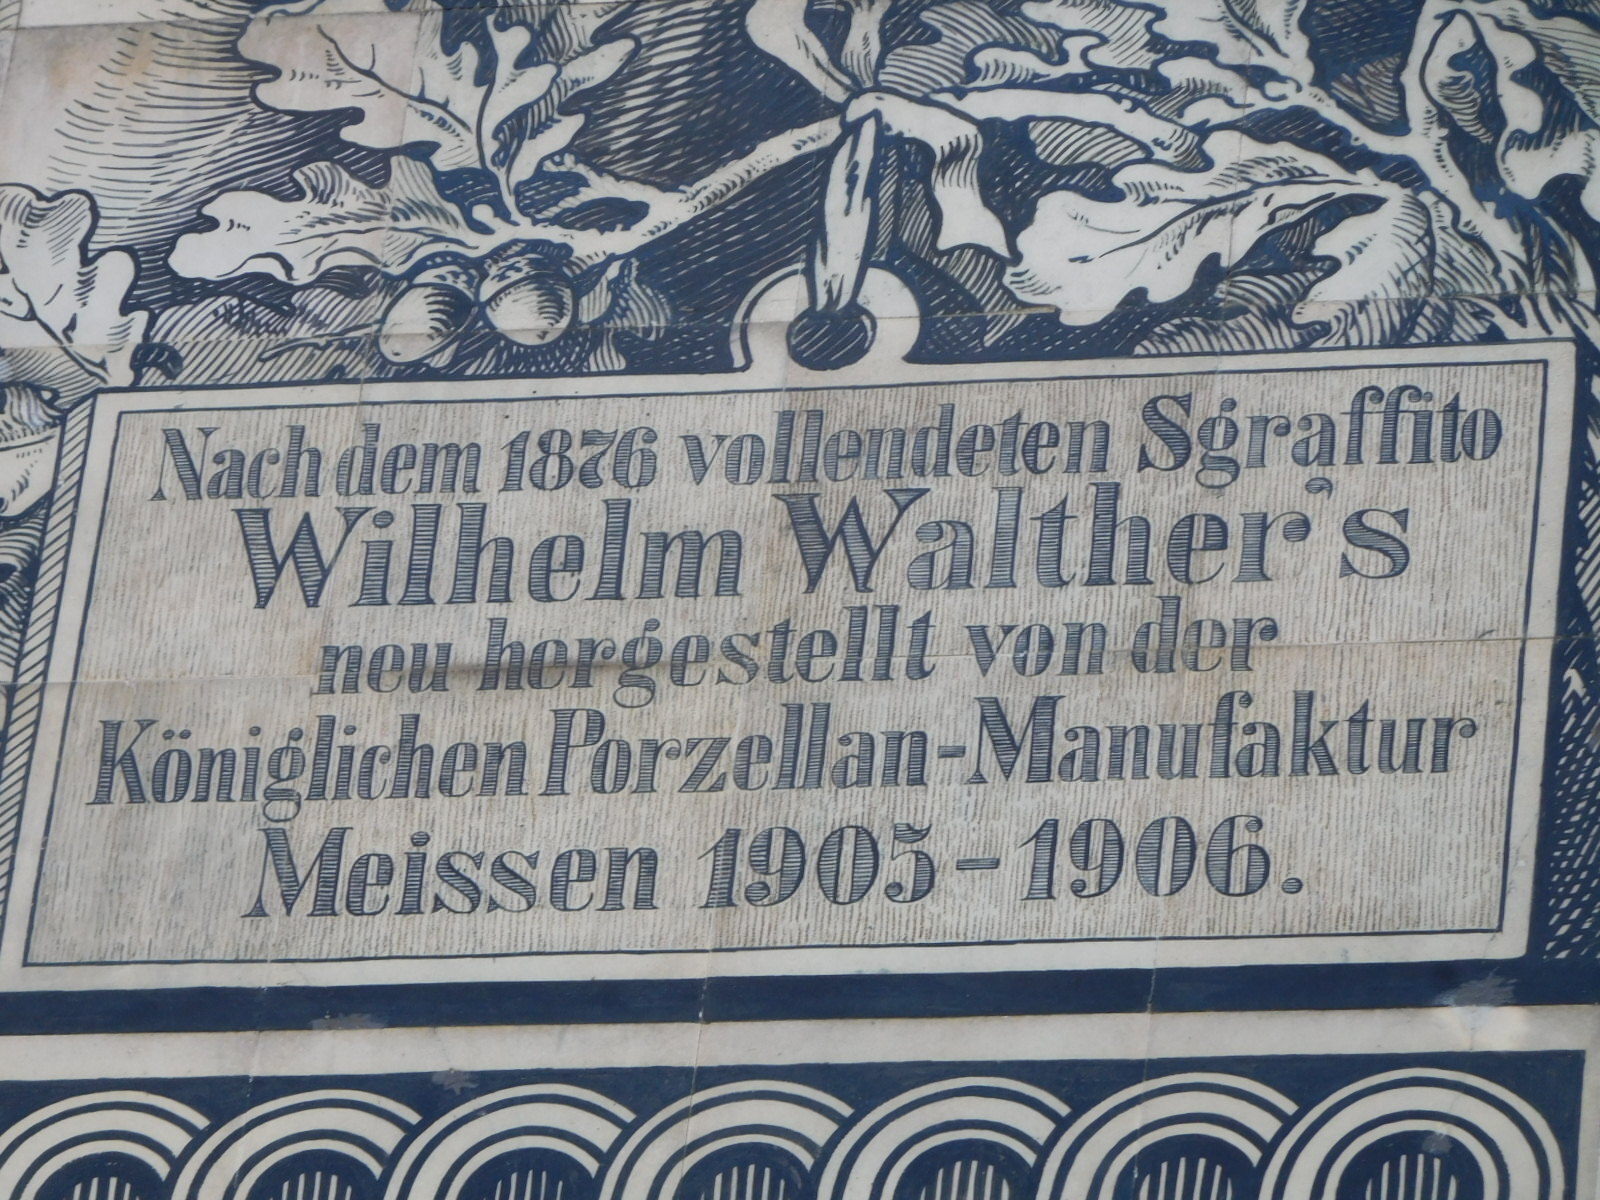 Nach dem 1876 vollendeten Sgraffito
Wilhelm Walther's
neu hergestellt von der
Königlichen Porzellan-Manufaktur
Meissen 1905-1906.